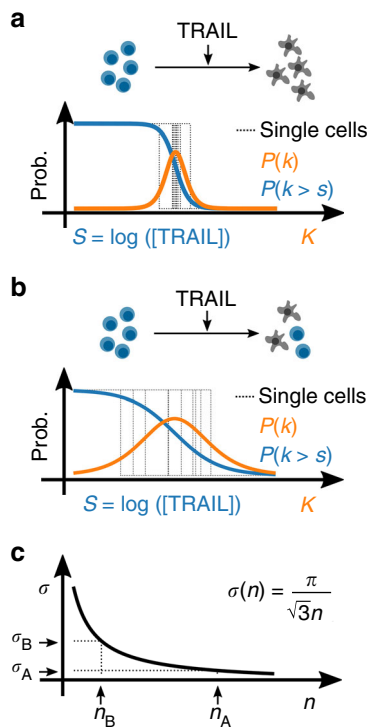 a
TRAIL
Single cells
P(k)
P(k > s)
Prob.
S = log ([TRAIL])
K
b
TRAIL
Single cells
P(k)
P(k > s)
Prob.
S = log ([TRAIL])
K
c
σ
σ(n) = π / √3n
σB
σA
nB
nA
n